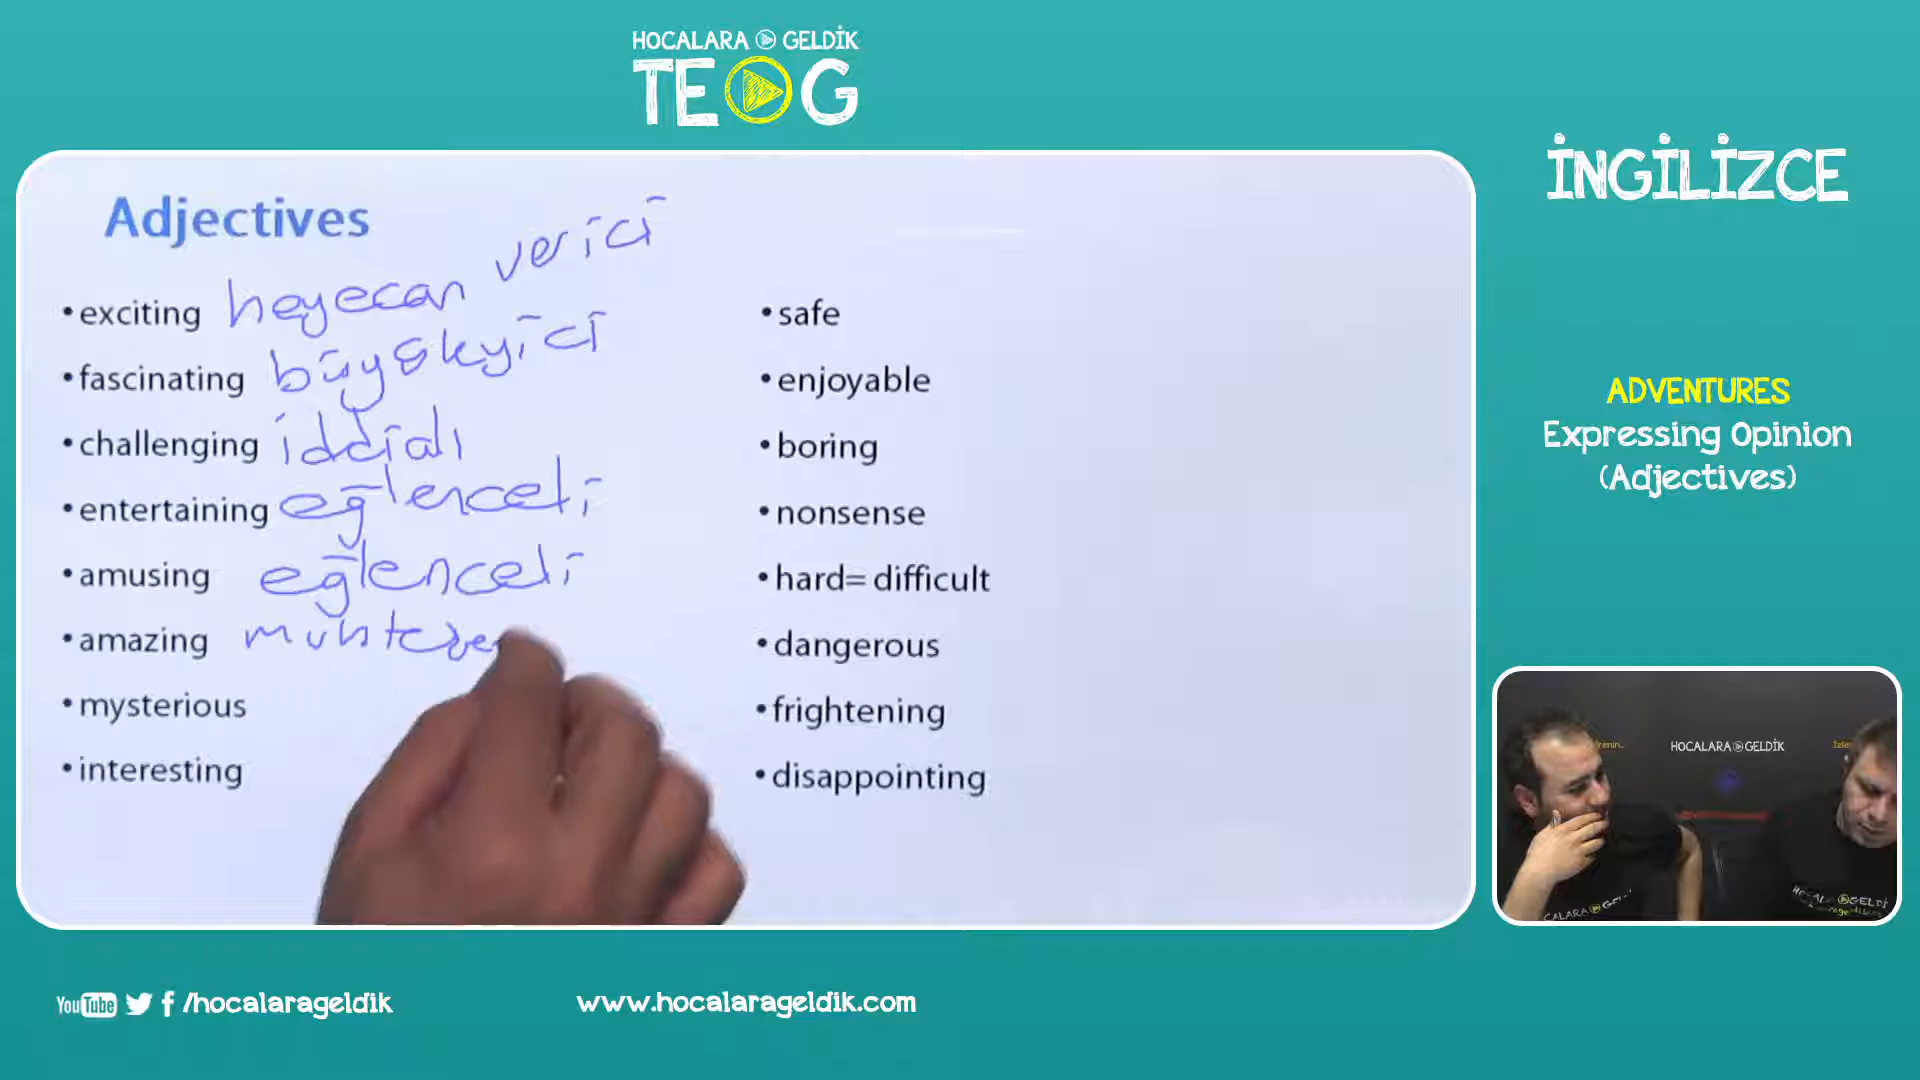 HOCALARA GELDİK
TEOG
İNGİLİZCE
Adjectives
• exciting heyecan verici
• fascinating büyüleyici
• challenging iddialı
• entertaining eğlenceli
• amusing eğlenceli
• amazing muhte
• mysterious
• interesting
• safe
• enjoyable
• boring
• nonsense
• hard= difficult
• dangerous
• frightening
• disappointing
ADVENTURES
Expressing Opinion
(Adjectives)
HOCALARA GELDİK
YouTube /hocalarageldik
www.hocalarageldik.com